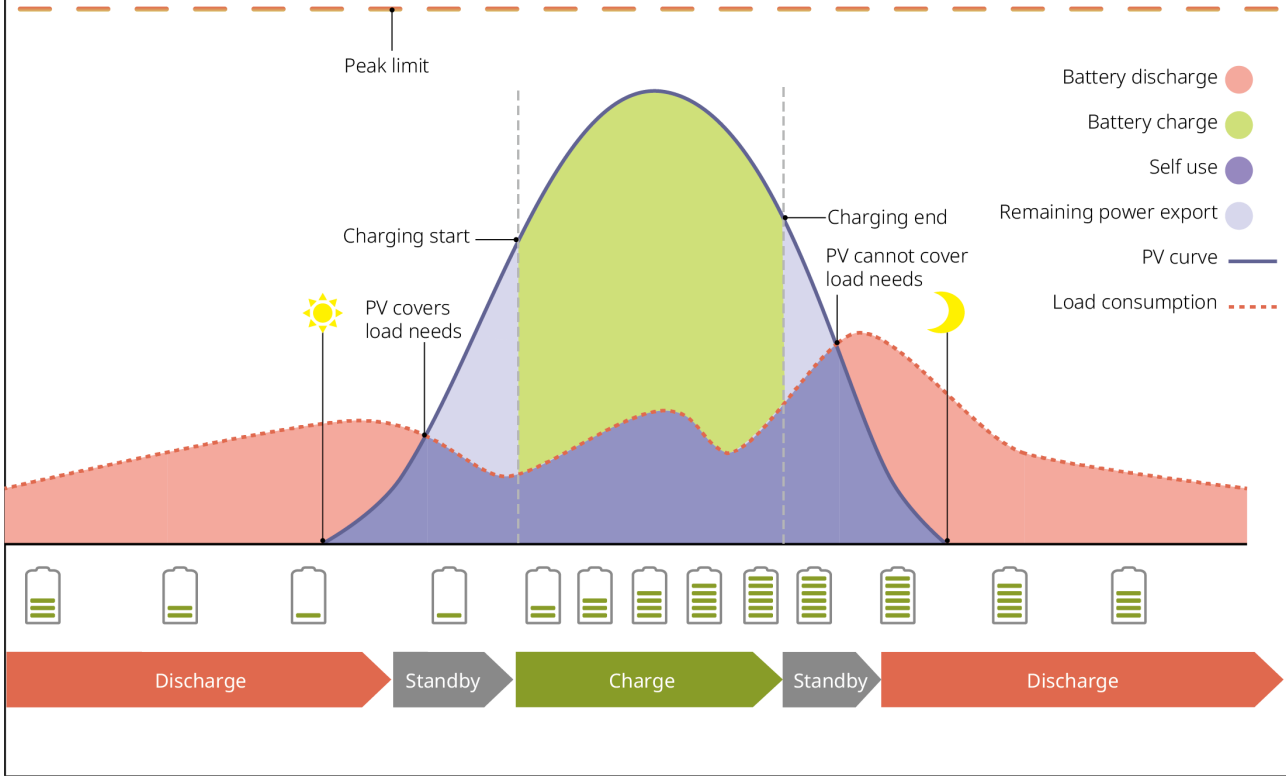 Peak limit
Battery discharge
Battery charge
Self use
Remaining power export
PV curve
Load consumption
Charging start
Charging end
PV cannot cover
load needs
PV covers
load needs
Discharge
Standby
Charge
Standby
Discharge